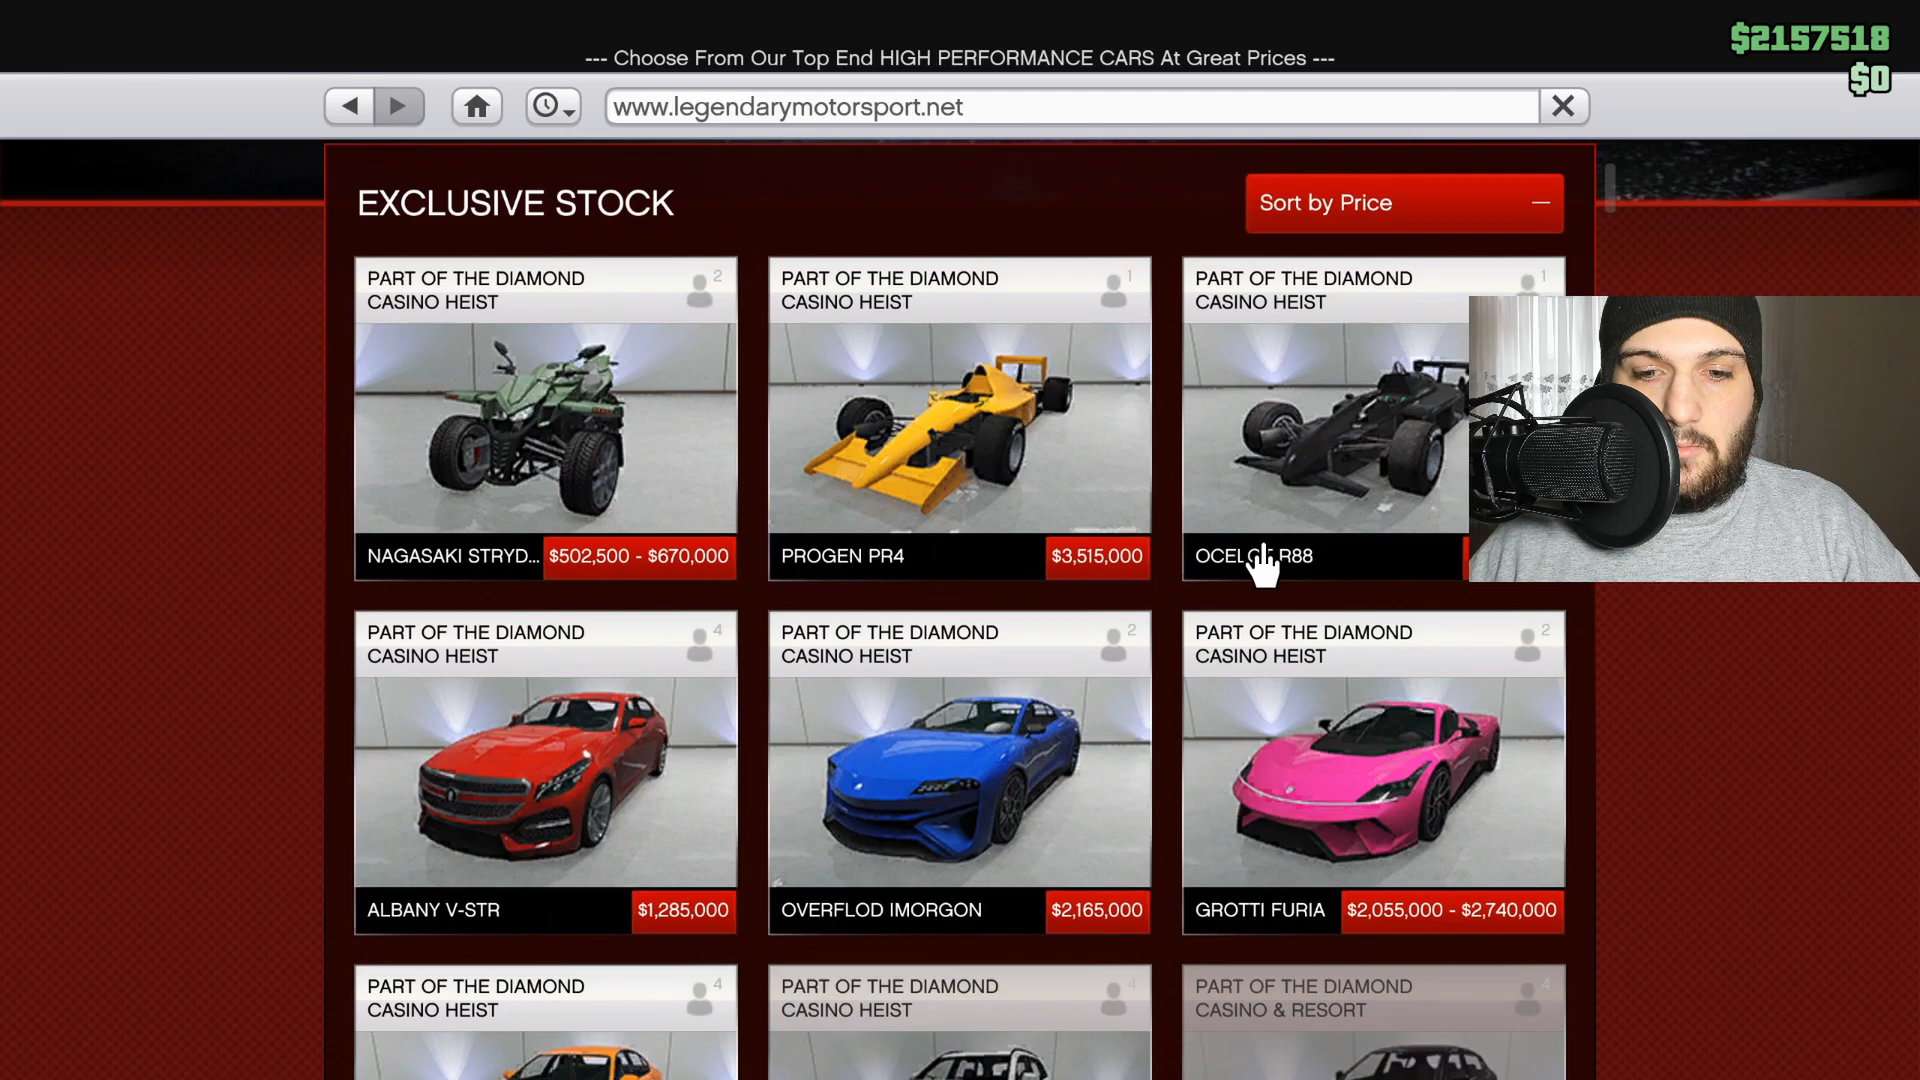 $2157518
--- Choose From Our Top End HIGH PERFORMANCE CARS At Great Prices ---
$0
www.legendarymotorsport.net
EXCLUSIVE STOCK
Sort by Price
PART OF THE DIAMOND
CASINO HEIST
2
PART OF THE DIAMOND
CASINO HEIST
1
PART OF THE DIAMOND
CASINO HEIST
1
NAGASAKI STRYD...
$502,500 - $670,000
PROGEN PR4
$3,515,000
OCELOT R88
PART OF THE DIAMOND
CASINO HEIST
4
PART OF THE DIAMOND
CASINO HEIST
2
PART OF THE DIAMOND
CASINO HEIST
2
ALBANY V-STR
$1,285,000
OVERFLOD IMORGON
$2,165,000
GROTTI FURIA
$2,055,000 - $2,740,000
PART OF THE DIAMOND
CASINO HEIST
4
PART OF THE DIAMOND
CASINO HEIST
4
PART OF THE DIAMOND
CASINO & RESORT
4